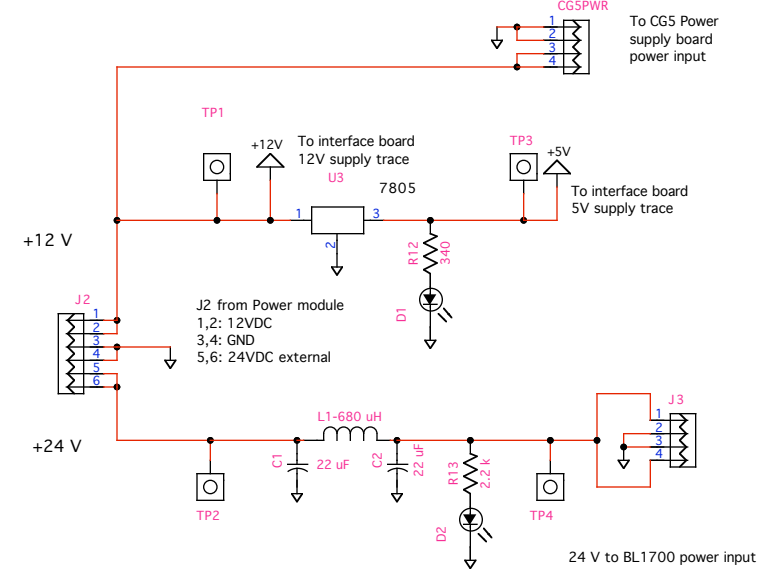 CG5PWR
1
2
3
4
To CG5 Power
supply board
power input
TP1
+12V
To interface board
12V supply trace
U3
7805
TP3
+5V
To interface board
5V supply trace
1
3
2
+12 V
R12
340
D1
J2
1
2
3
4
5
6
J2 from Power module
1,2: 12VDC
3,4: GND
5,6: 24VDC external
+24 V
L1-680 uH
C1
22 uF
C2
22 uF
R13
2.2 k
D2
TP2
TP4
J3
1
2
3
4
24 V to BL1700 power input